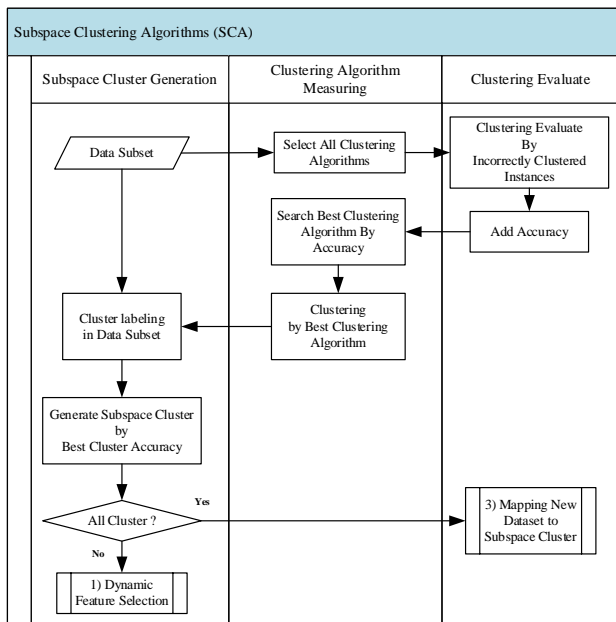 Subspace Clustering Algorithms (SCA)
Subspace Cluster Generation
Clustering Algorithm
Measuring
Clustering Evaluate
Data Subset
Select All Clustering
Algorithms
Clustering Evaluate
By
Incorrectly Clustered
Instances
Search Best Clustering
Algorithm By
Accuracy
Add Accuracy
Cluster labeling
in Data Subset
Clustering
by Best Clustering
Algorithm
Generate Subspace Cluster
by
Best Cluster Accuracy
All Cluster ?
Yes
3) Mapping New
Dataset to
Subspace Cluster
No
1) Dynamic
Feature Selection